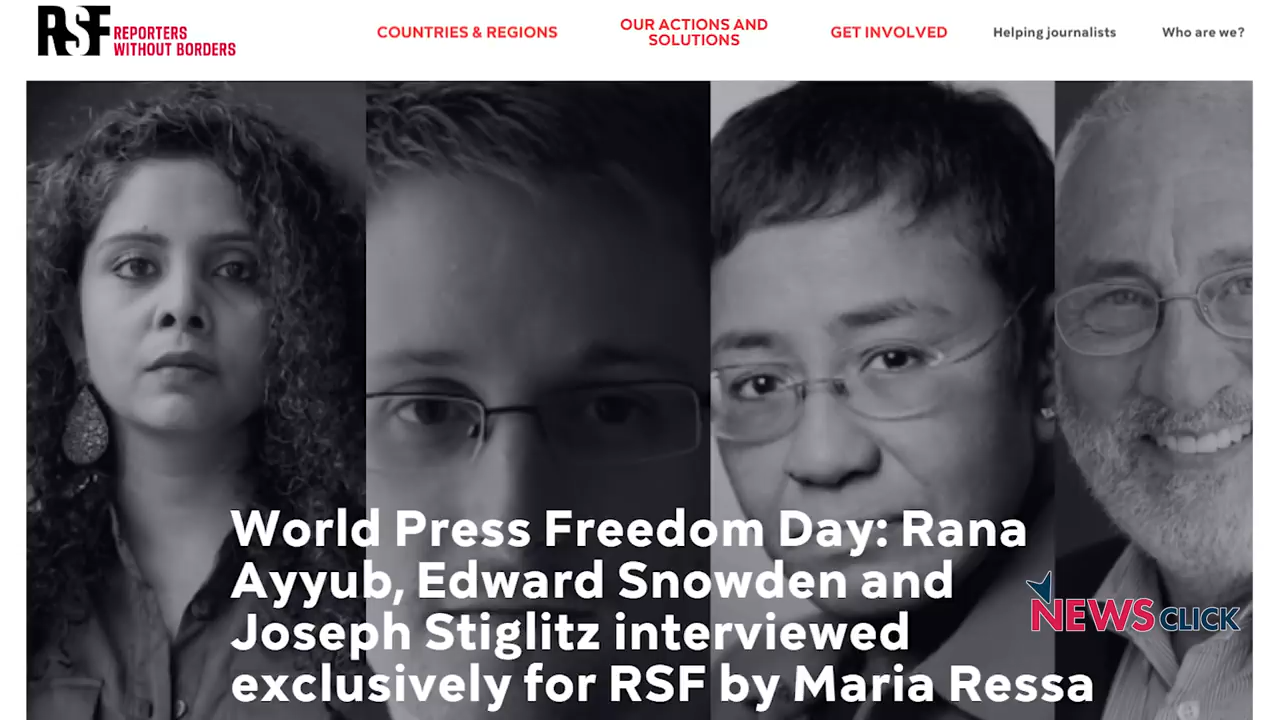 RSF REPORTERS
WITHOUT BORDERS
COUNTRIES & REGIONS
OUR ACTIONS AND
SOLUTIONS
GET INVOLVED
Helping journalists
Who are we?
World Press Freedom Day: Rana
Ayyub, Edward Snowden and
Joseph Stiglitz interviewed
exclusively for RSF by Maria Ressa
NEWSCLICK